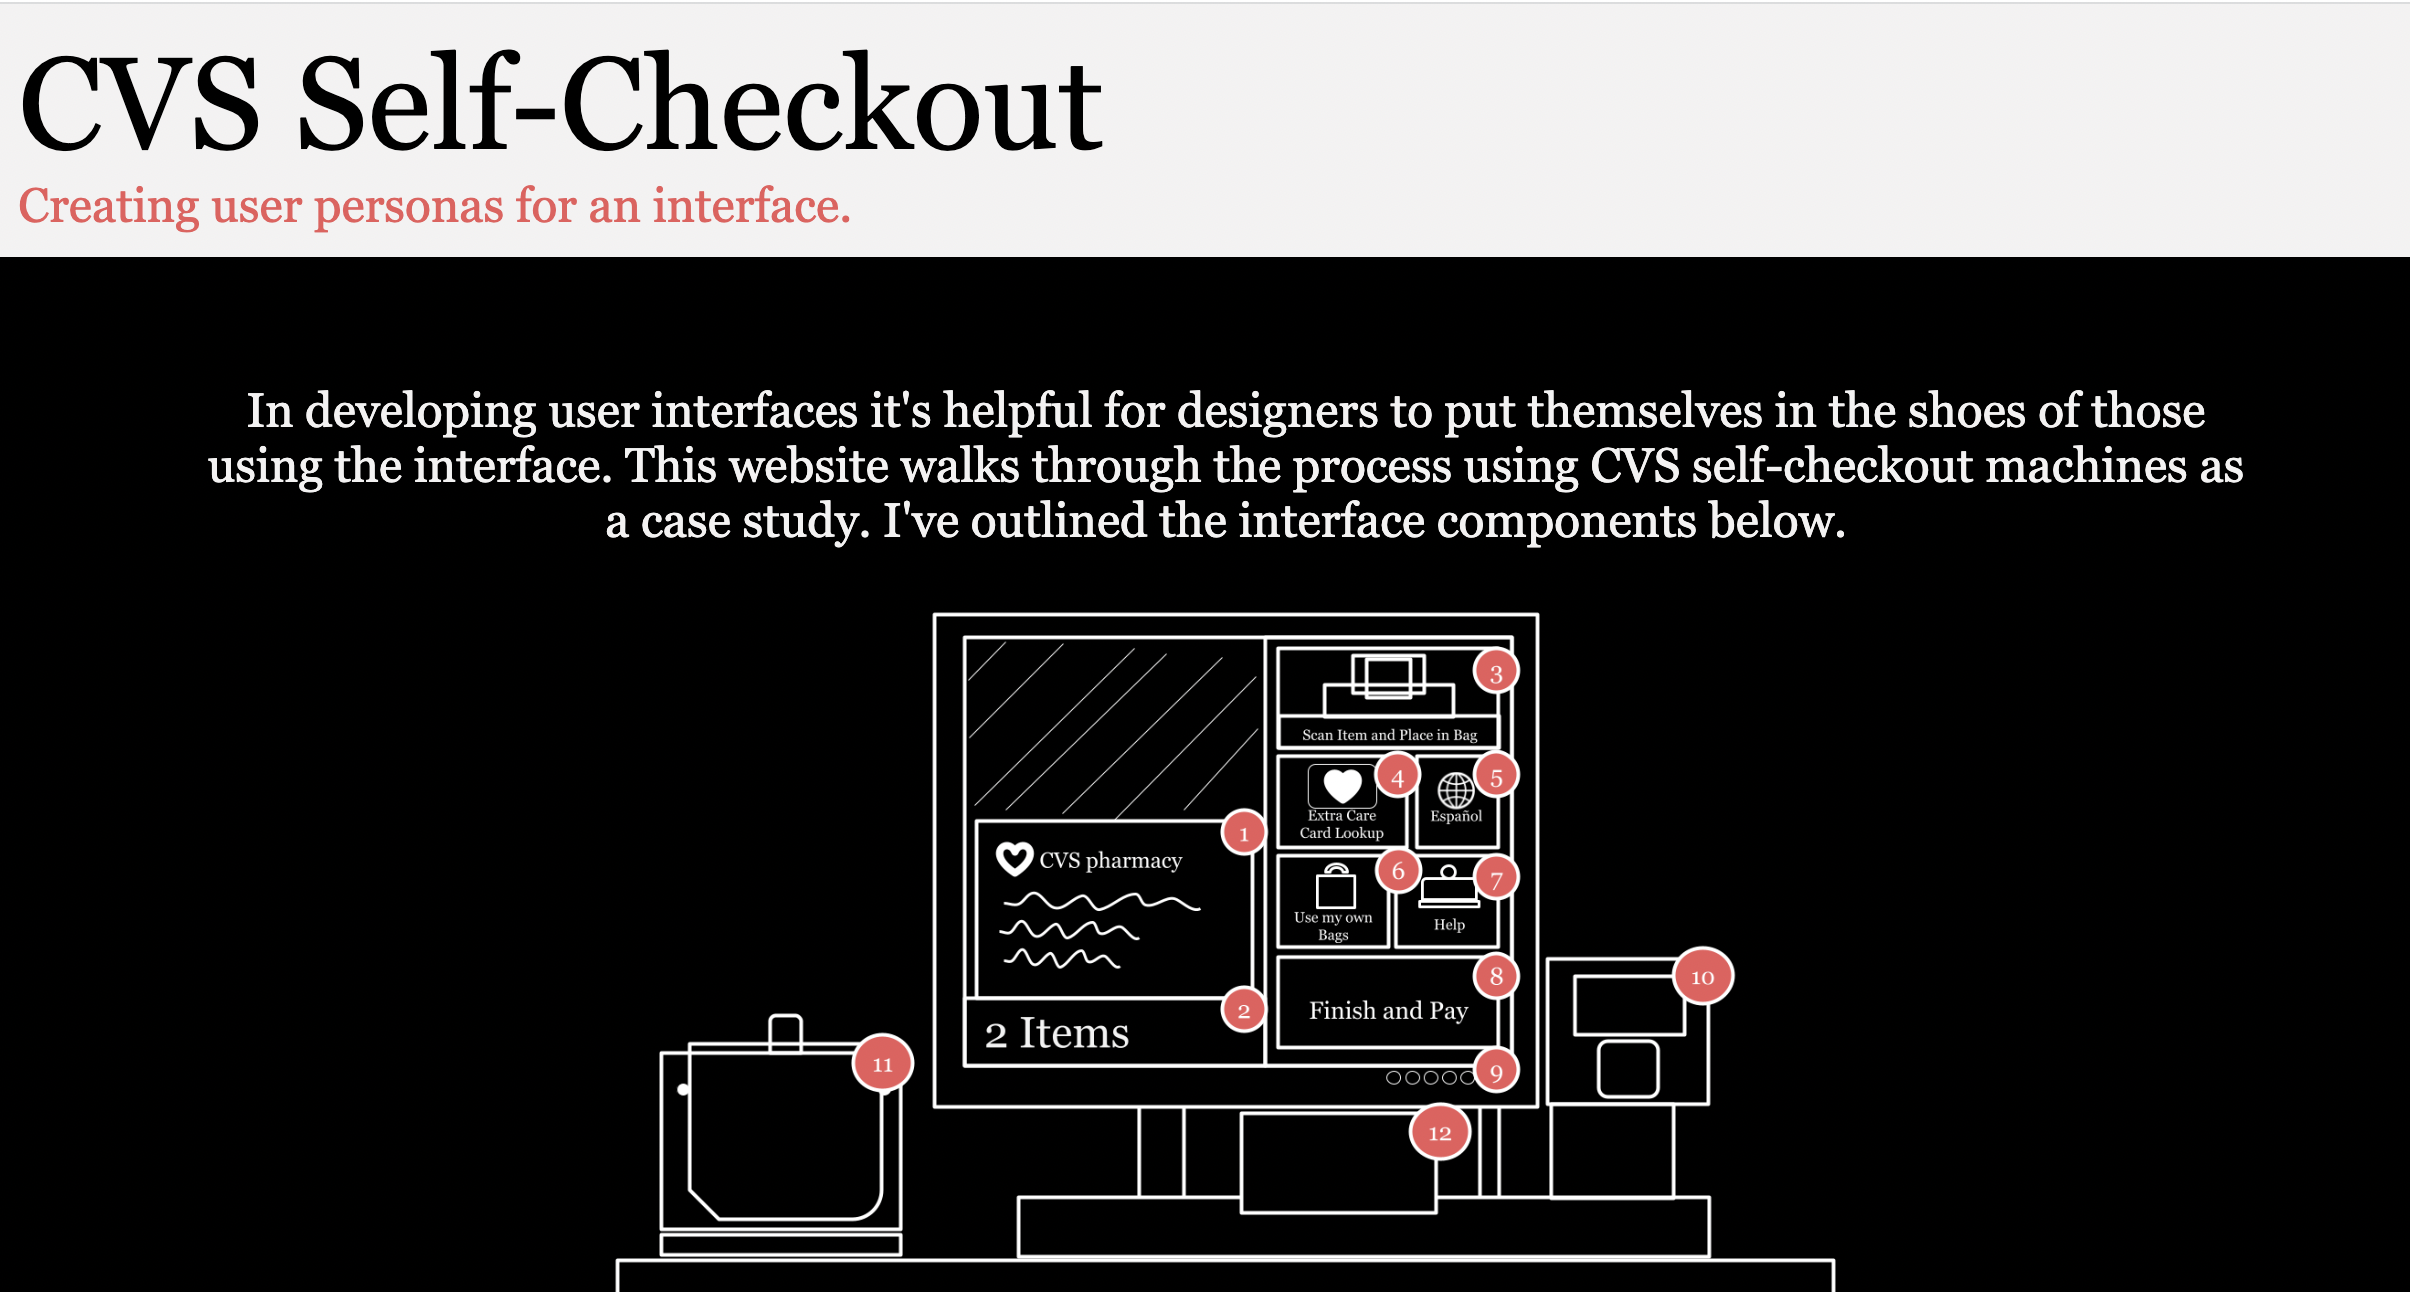 CVS Self-Checkout
Creating user personas for an interface.
In developing user interfaces it's helpful for designers to put themselves in the shoes of those
using the interface. This website walks through the process using CVS self-checkout machines as
a case study. I've outlined the interface components below.
3
Scan Item and Place in Bag
4
Extra Care
Card Lookup
5
Español
1
CVS pharmacy
6
Use my own
Bags
7
Help
2
2 Items
8
Finish and Pay
9
10
11
12